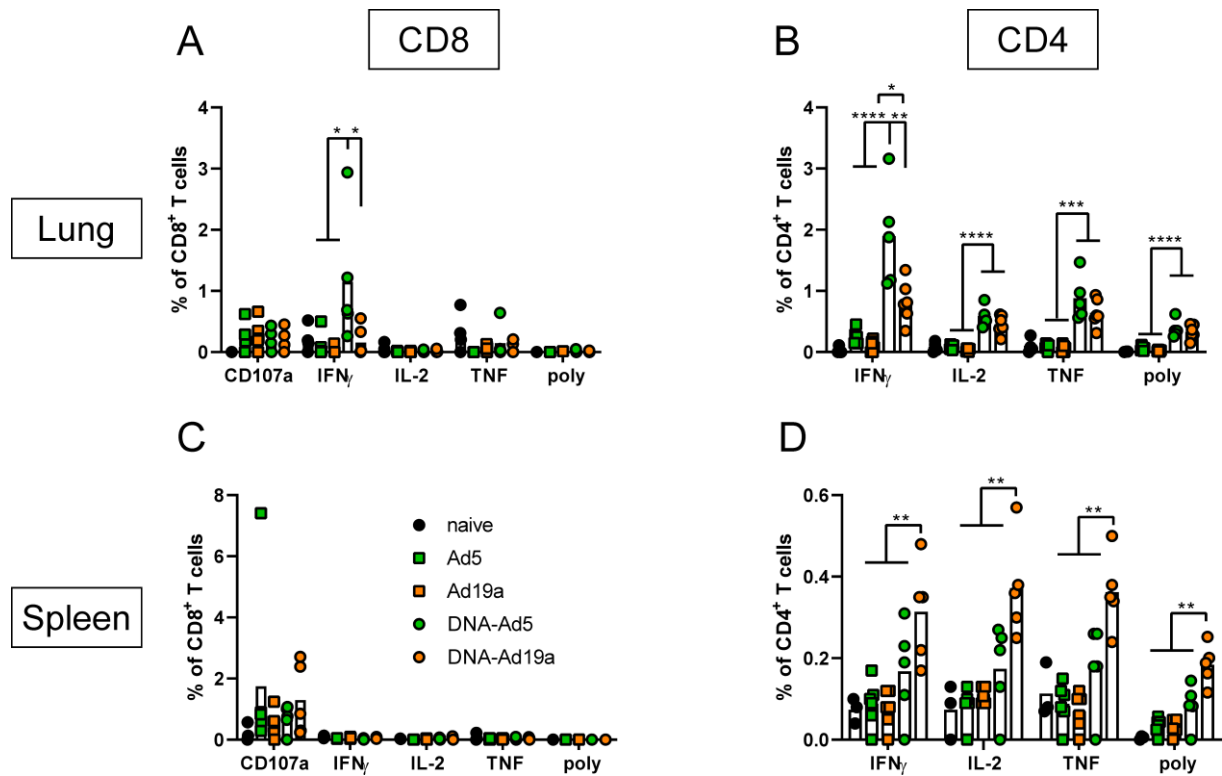 A
CD8
B
CD4
Lung
% of CD8+ T cells
4
3
2
1
0
* *
CD107a IFNγ IL-2 TNF poly
% of CD4+ T cells
4
3
2
1
0
*
**** **
****
***
****
IFNγ IL-2 TNF poly
C
D
Spleen
% of CD8+ T cells
8
6
4
2
0
naive
Ad5
Ad19a
DNA-Ad5
DNA-Ad19a
CD107a IFNγ IL-2 TNF poly
% of CD4+ T cells
0.6
0.4
0.2
0.0
**
**
**
**
IFNγ IL-2 TNF poly